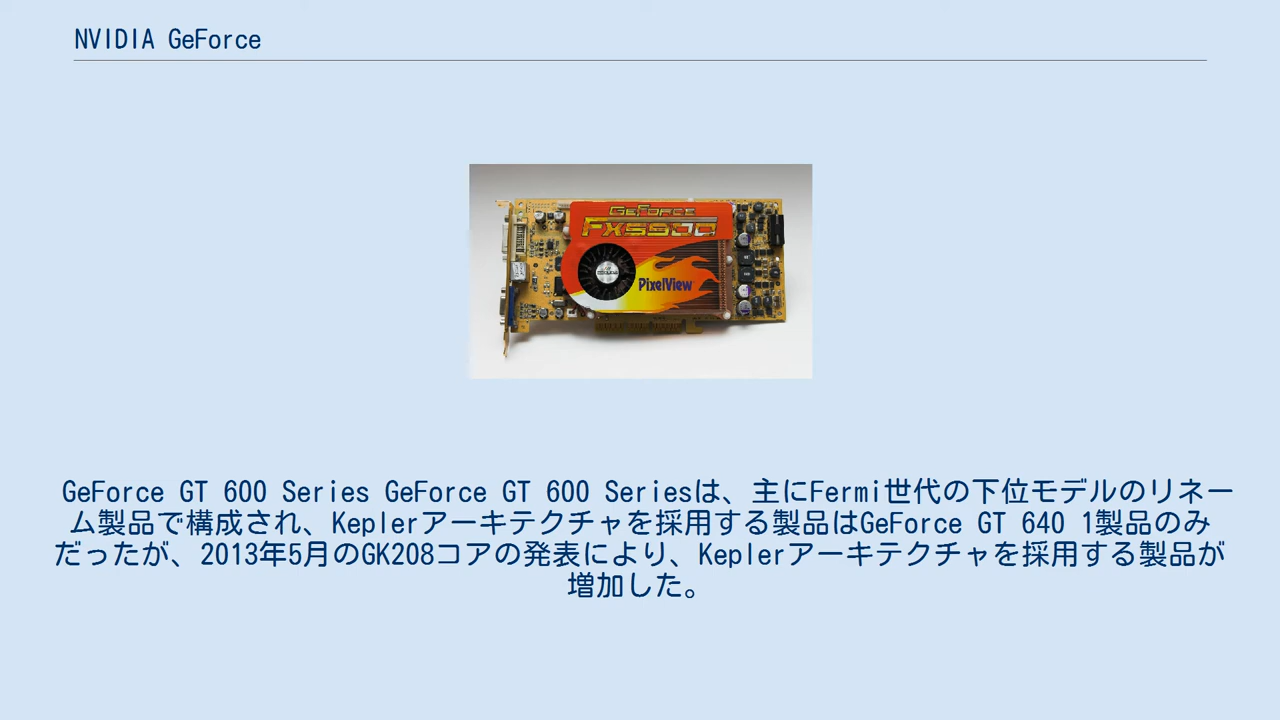 NVIDIA GeForce
GeForce
FX5900
PixelView
GeForce GT 600 Series GeForce GT 600 Seriesは、主にFermi世代の下位モデルのリネー
ム製品で構成され、Keplerアーキテクチャを採用する製品はGeForce GT 640 1製品のみ
だったが、2013年5月のGK208コアの発表により、Keplerアーキテクチャを採用する製品が
増加した。